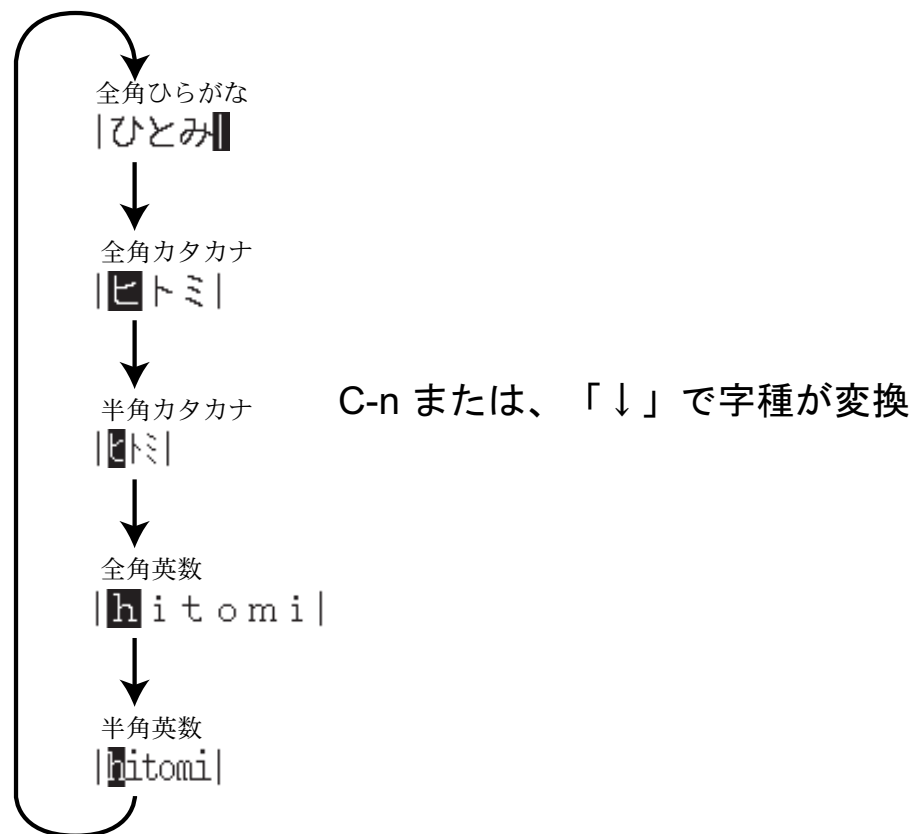 全角ひらがな
|ひとみ|
全角カタカナ
|ヒトミ|
半角カタカナ
|ﾋﾄﾐ|
C-n または、「↓」で字種が変換
全角英数
|ｈｉｔｏｍｉ|
半角英数
|hitomi|